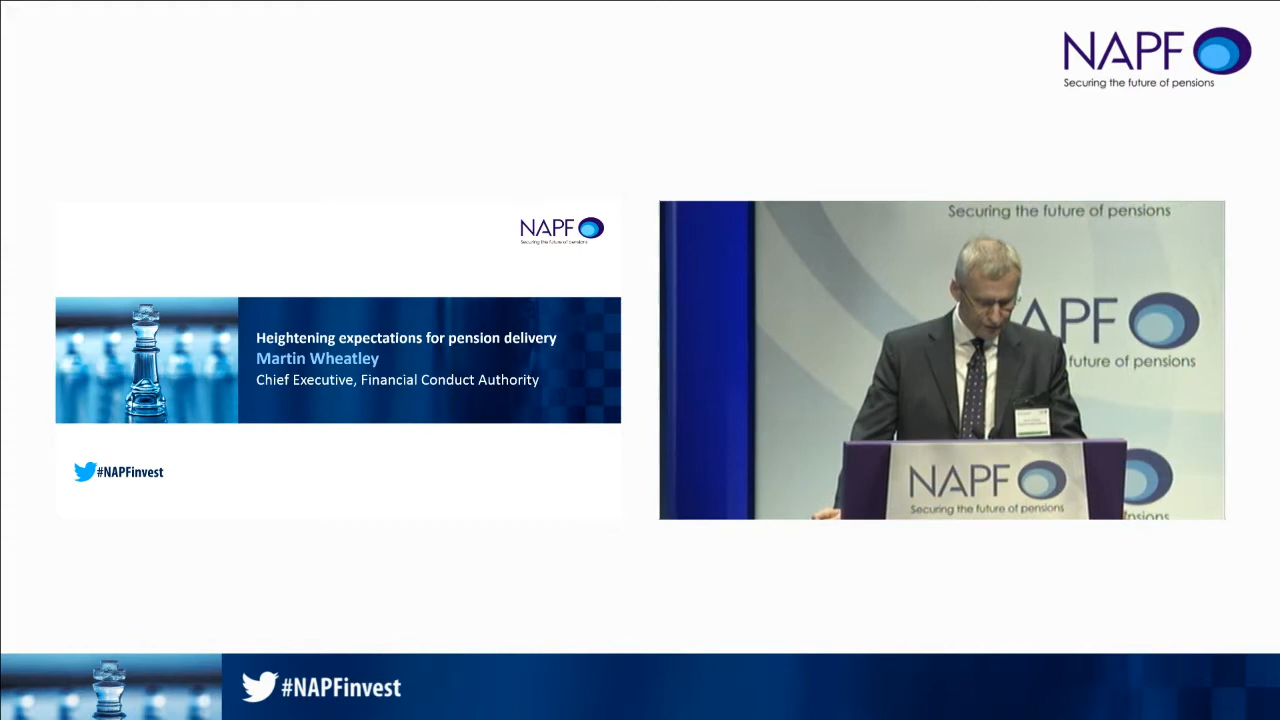 NAPF
Securing the future of pensions
NAPF
Securing the future of pensions
Heightening expectations for pension delivery
Martin Wheatley
Chief Executive, Financial Conduct Authority
#NAPFinvest
Securing the future of pensions
APF
future of pensions
NAPF
Securing the future of pensions
#NAPFinvest